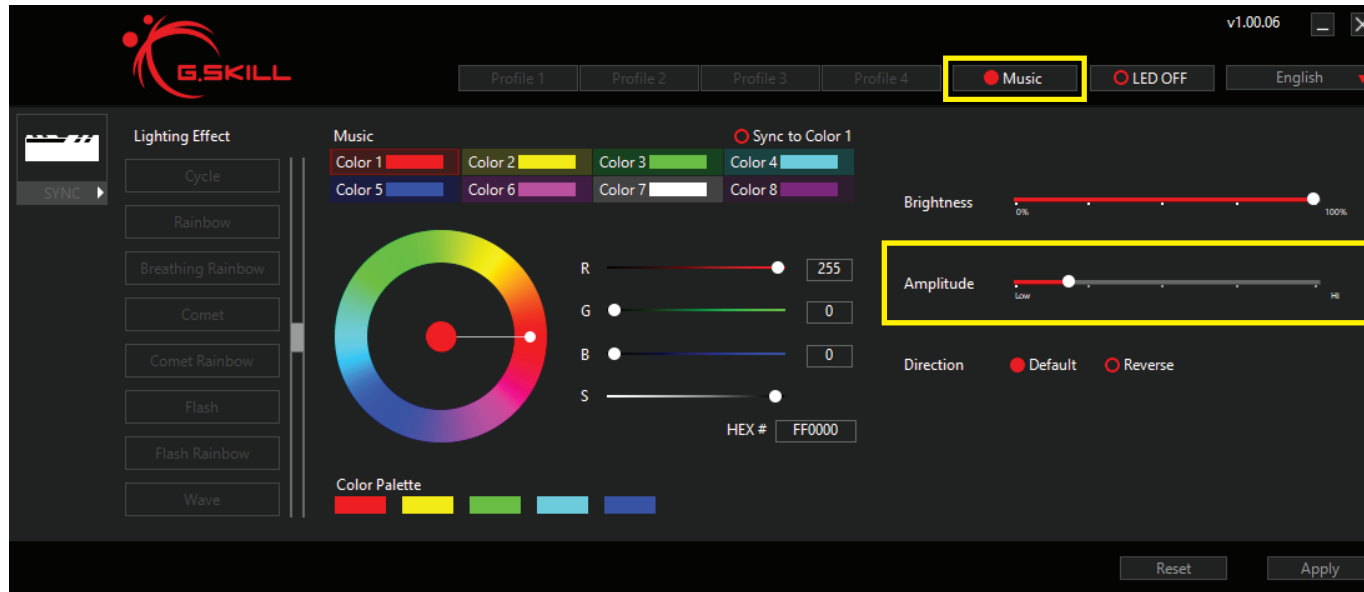 v1.00.06
G.SKILL
Profile 1 Profile 2 Profile 3 Profile 4 Music LED OFF English
SYNC
Lighting Effect
Cycle
Rainbow
Breathing Rainbow
Comet
Comet Rainbow
Flash
Flash Rainbow
Wave
Music Sync to Color 1
Color 1 Color 2 Color 3 Color 4
Color 5 Color 6 Color 7 Color 8
R 255
G 0
B 0
S
HEX # FF0000
Color Palette
Brightness
0% 100%
Amplitude
Low HI
Direction Default Reverse
Reset Apply